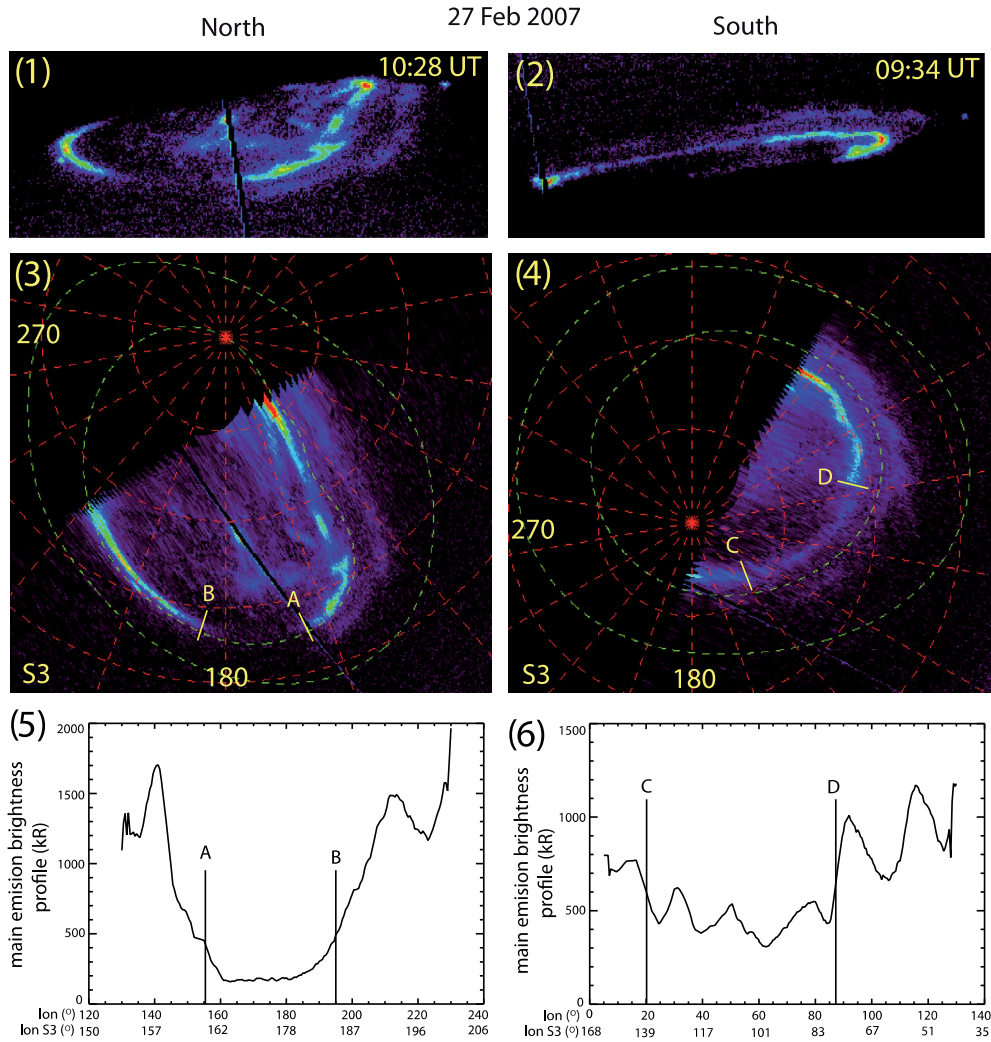 27 Feb 2007
North South
(1) 10:28 UT
(2) 09:34 UT
(3)
270
B
A
S3
180
(4)
270
D
C
S3
180
(5)
main emision brightness
profile (kR)
2000
1500
1000
500
0
A
B
120 140 160 180 200 220 240
lon (º)
lon S3 (º)
150 157 162 178 187 196 206
(6)
main emision brightness
profile (kR)
1500
1000
500
0
C
D
0 20 40 60 80 100 120 140
lon (º)
lon S3 (º)
168 139 117 101 83 67 51 35